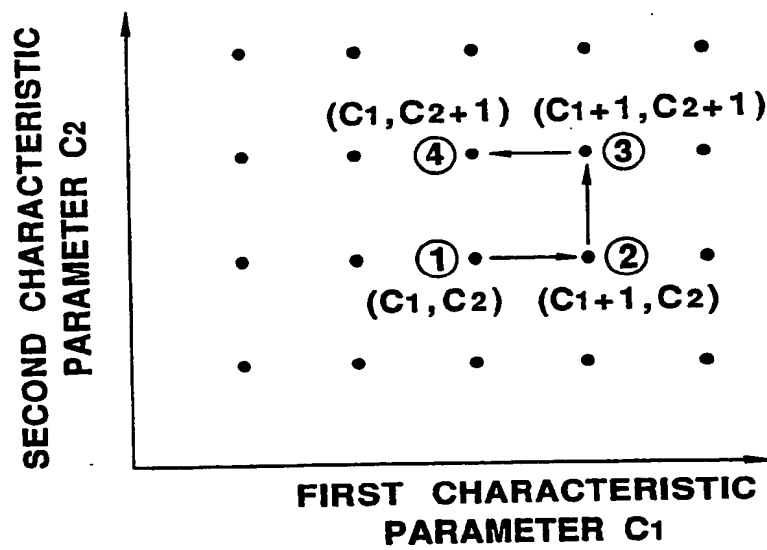 SECOND CHARACTERISTIC
PARAMETER C2
(C1,C2+1) (C1+1,C2+1)
④ ③
① ②
(C1,C2) (C1+1,C2)
FIRST CHARACTERISTIC
PARAMETER C1